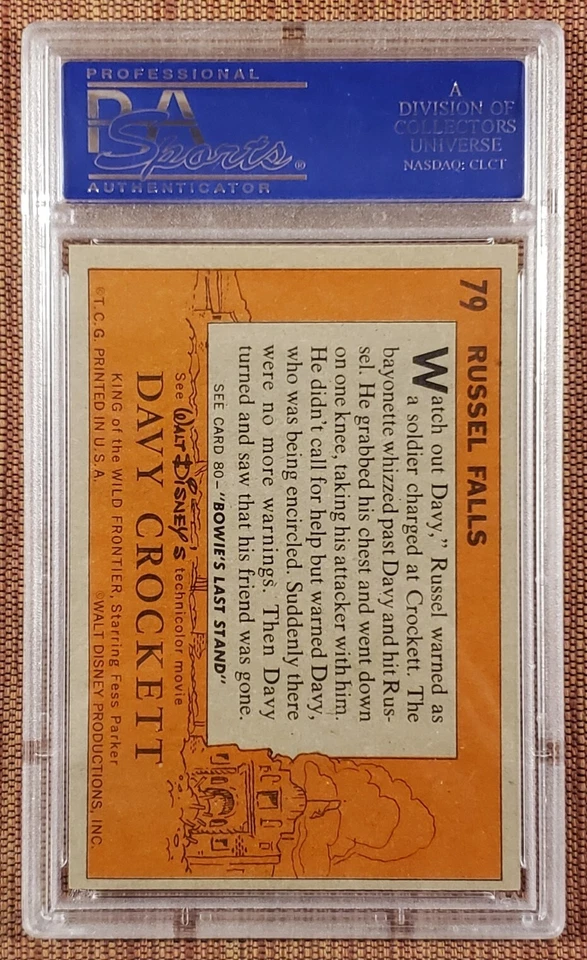 PROFESSIONAL
PSA
Sports®
AUTHENTICATOR
A
DIVISION OF
COLLECTORS
UNIVERSE
NASDAQ: CLCT
79 RUSSEL FALLS
Watch out Davy,” Russel warned as
a soldier charged at Crockett. The
bayonette whizzed past Davy and hit Rus-
sel. He grabbed his chest and went down
on one knee, taking his attacker with him.
He didn't call for help but warned Davy,
who was being encircled. Suddenly there
were no more warnings. Then Davy
turned and saw that his friend was gone.
SEE CARD 80—"BOWIE'S LAST STAND"
See WALT DISNEY'S technicolor movie
DAVY CROCKETT
KING of the WILD FRONTIER, Starring Fess Parker
©T.C.G. PRINTED IN U.S.A. ©WALT DISNEY PRODUCTIONS, INC.